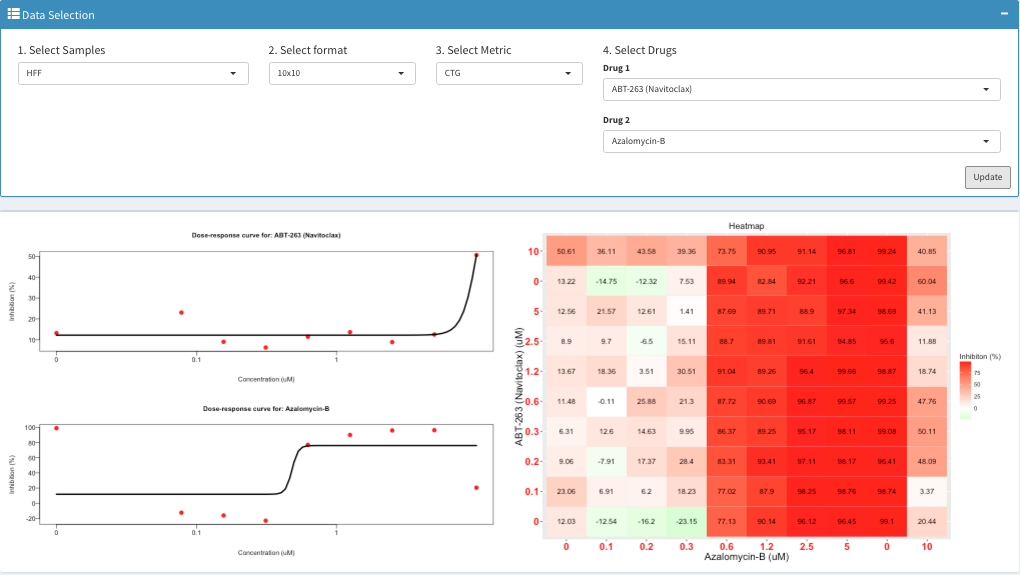 Data Selection
1. Select Samples
HFF
2. Select format
10x10
3. Select Metric
CTG
4. Select Drugs
Drug 1
ABT-263 (Navitoclax)
Drug 2
Azalomycin-B
Update
Dose-response curve for: ABT-263 (Navitoclax)
Inhibition (%)
50
40
30
20
10
0 0.1 1
Concentration (uM)
Dose-response curve for: Azalomycin-B
Inhibition (%)
100
80
60
40
20
0
-20
0 0.1 1
Concentration (uM)
Heatmap
ABT-263 (Navitoclax) (uM)
10 50.61 36.11 43.58 39.36 73.75 90.95 91.14 96.81 99.24 40.85
0 13.22 -14.75 -12.32 7.53 89.94 82.84 92.21 96.6 99.42 60.04
5 12.56 21.57 12.61 1.41 87.69 89.71 88.9 97.34 98.69 41.13
2.5 8.9 9.7 -6.5 15.11 88.7 89.81 91.61 94.85 95.6 11.88
1.2 13.67 18.36 3.51 30.51 91.04 89.26 96.4 99.66 98.87 18.74
0.6 11.48 -0.11 25.88 21.3 87.72 90.69 96.87 99.57 99.25 47.76
0.3 6.31 12.6 14.63 9.95 86.37 89.25 95.17 98.11 99.08 50.11
0.2 9.06 -7.91 17.37 28.4 83.31 93.41 97.11 98.17 96.41 48.09
0.1 23.06 6.91 6.2 18.23 77.02 87.9 98.25 98.76 98.74 3.37
0 12.03 -12.54 -16.2 -23.15 77.13 90.14 96.12 96.45 99.1 20.44
0 0.1 0.2 0.3 0.6 1.2 2.5 5 0 10
Azalomycin-B (uM)
Inhibiton (%)
75
50
25
0